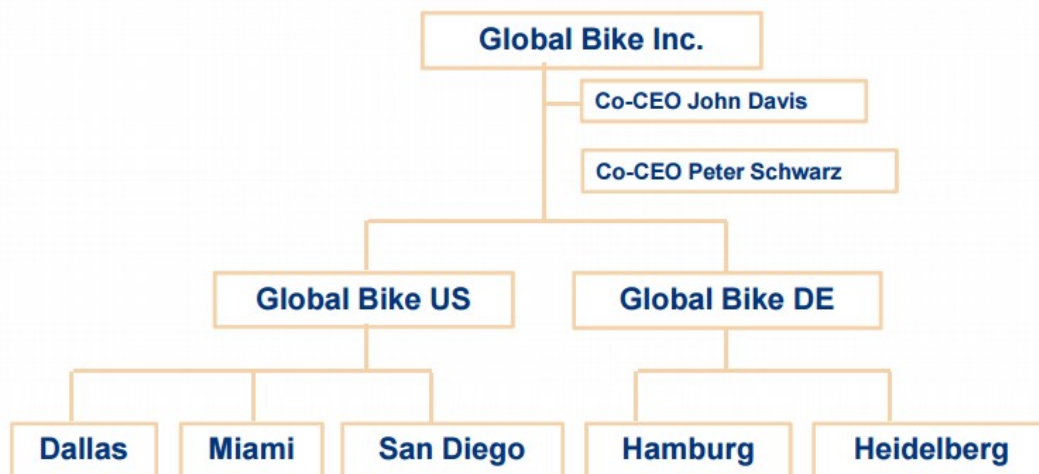 Global Bike Inc.
Co-CEO John Davis
Co-CEO Peter Schwarz
Global Bike US
Global Bike DE
Dallas
Miami
San Diego
Hamburg
Heidelberg